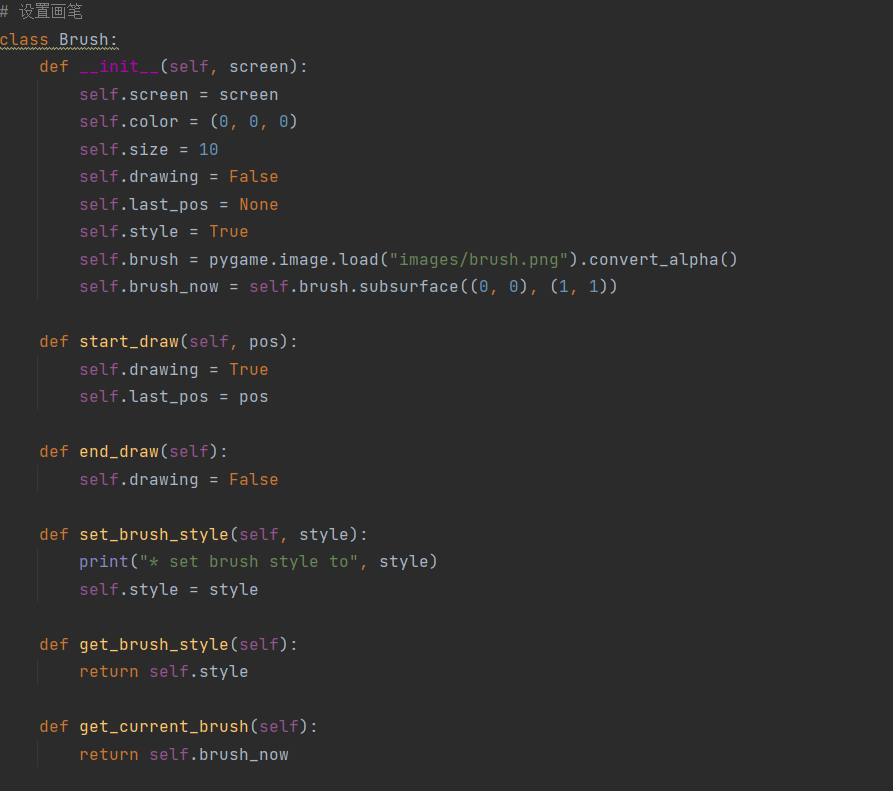 # 设置画笔
class Brush:
    def __init__(self, screen):
        self.screen = screen
        self.color = (0, 0, 0)
        self.size = 10
        self.drawing = False
        self.last_pos = None
        self.style = True
        self.brush = pygame.image.load("images/brush.png").convert_alpha()
        self.brush_now = self.brush.subsurface((0, 0), (1, 1))

    def start_draw(self, pos):
        self.drawing = True
        self.last_pos = pos

    def end_draw(self):
        self.drawing = False

    def set_brush_style(self, style):
        print("* set brush style to", style)
        self.style = style

    def get_brush_style(self):
        return self.style

    def get_current_brush(self):
        return self.brush_now